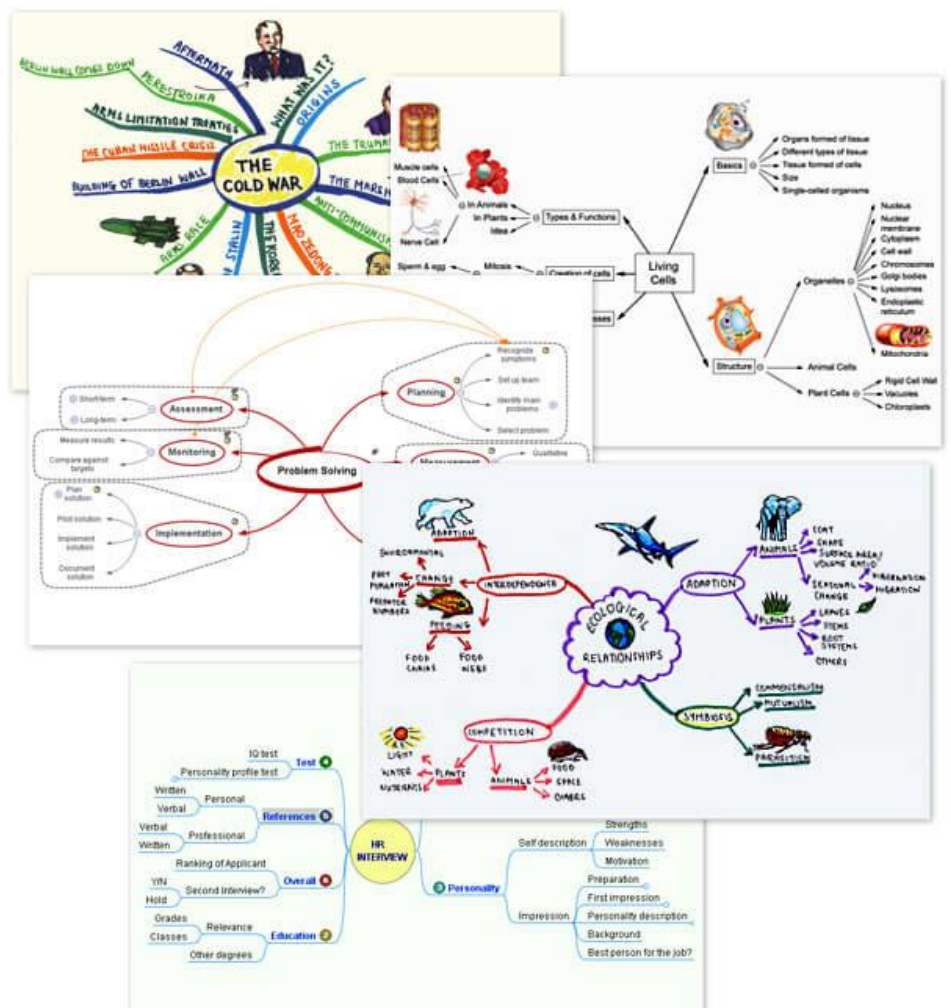 AFTERMATH
BERLIN WALL COMES DOWN
PERESTROIKA
WHAT WAS IT?
ORIGINS
ARMS LIMITATION TREATIES
THE CUBAN MISSILE CRISIS
BUILDING OF BERLIN WALL
THE
COLD WAR
ARMS RACE
OF STALIN
THE
MAO ZEDONG
ANTI-COMMUNISM
Muscle cells
Blood Cells
Nerve Cell
In Animals
In Plants
Idea
Types & Functions
Sperm & egg
Mitosis
Creation of cells
Living
Cells
Basics
Organs formed of tissue
Different types of tissue
Tissue formed of cells
Size
Single-celled organisms
Structure
Organelles
Nucleus
Nuclear
membrane
Cytoplasm
Cell wall
Chromosomes
Golgi bodies
Lysosomes
Endoplastic
reticulum
Mitochondria
Animal Cells
Plant Cells
Rigid Cell Wall
Vacuoles
Chloroplasts
Short-term
Long-term
Assessment
Measure results
Compare against
targets
Monitoring
Plan
solution
Pilot solution
Implement
solution
Document
solution
Implementation
Problem Solving
Planning
Recognize
symptoms
Set up team
Identify main
problems
Select problem
Measurement
Qualitative
ECOLOGICAL
RELATIONSHIPS
INTERDEPENDENCE
ADAPTION
CHANGE
ENVIRONMENTAL
PREY
POPULATION
PREDATOR
NUMBERS
FEEDING
FOOD
CHAINS
FOOD
WEBS
ADAPTION
ANIMALS
COAT
SHAPE
SURFACE AREA/
VOLUME RATIO
SEASONAL
CHANGE
HIBERNATION
MIGRATION
PLANTS
LEAVES
STEMS
ROOT
SYSTEMS
OTHERS
SYMBIOSIS
COMMENSALISM
MUTUALISM
PARASITISM
COMPETITION
PLANTS
LIGHT
WATER
NUTRIENTS
ANIMALS
FOOD
SPACE
HR
INTERVIEW
Test 4
IQ test
Personality profile test
References
Personal
Written
Verbal
Professional
Verbal
Written
Overall
Ranking of Applicant
Second Interview?
Y/N
Hold
Education 2
Relevance
Grades
Classes
Other degrees
3 Personality
Self description
Strengths
Weaknesses
Motivation
Impression
Preparation
First impression
Personality description
Background
Best person for the job?